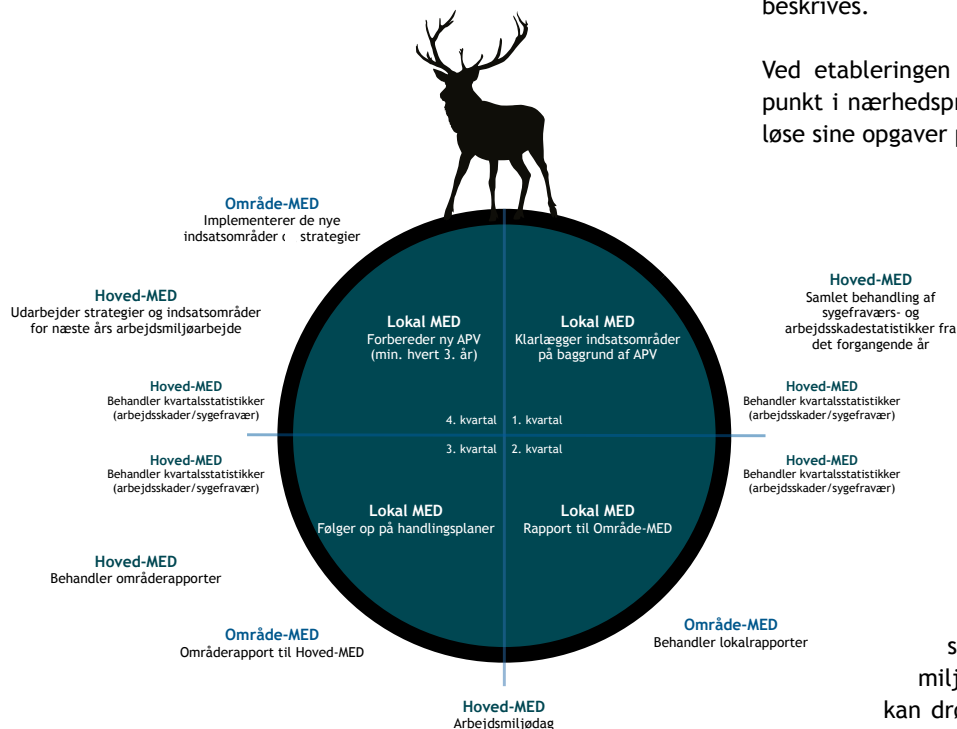 beskrives.
Ved etableringen
punkt i nærhedspr
løse sine opgaver p
Område-MED
Implementerer de nye
indsatsområder strategier
Hoved-MED
Udarbejder strategier og indsatsområder
for næste års arbejdsmiljøarbejde
Hoved-MED
Samlet behandling af
sygefraværs- og
arbejdsskadestatistikker fra
det forgangende år
Lokal MED
Forbereder ny APV
(min. hvert 3. år)
Lokal MED
Klarlægger indsatsområder
på baggrund af APV
Hoved-MED
Behandler kvartalsstatistikker
(arbejdsskader/sygefravær)
Hoved-MED
Behandler kvartalsstatistikker
(arbejdsskader/sygefravær)
4. kvartal
1. kvartal
3. kvartal
2. kvartal
Hoved-MED
Behandler kvartalsstatistikker
(arbejdsskader/sygefravær)
Hoved-MED
Behandler kvartalsstatistikker
(arbejdsskader/sygefravær)
Lokal MED
Følger op på handlingsplaner
Lokal MED
Rapport til Område-MED
Hoved-MED
Behandler områderapporter
Område-MED
Områderapport til Hoved-MED
Område-MED
Behandler lokalrapporter
Hoved-MED
Arbejdsmiljødag
s
milj
kan drø